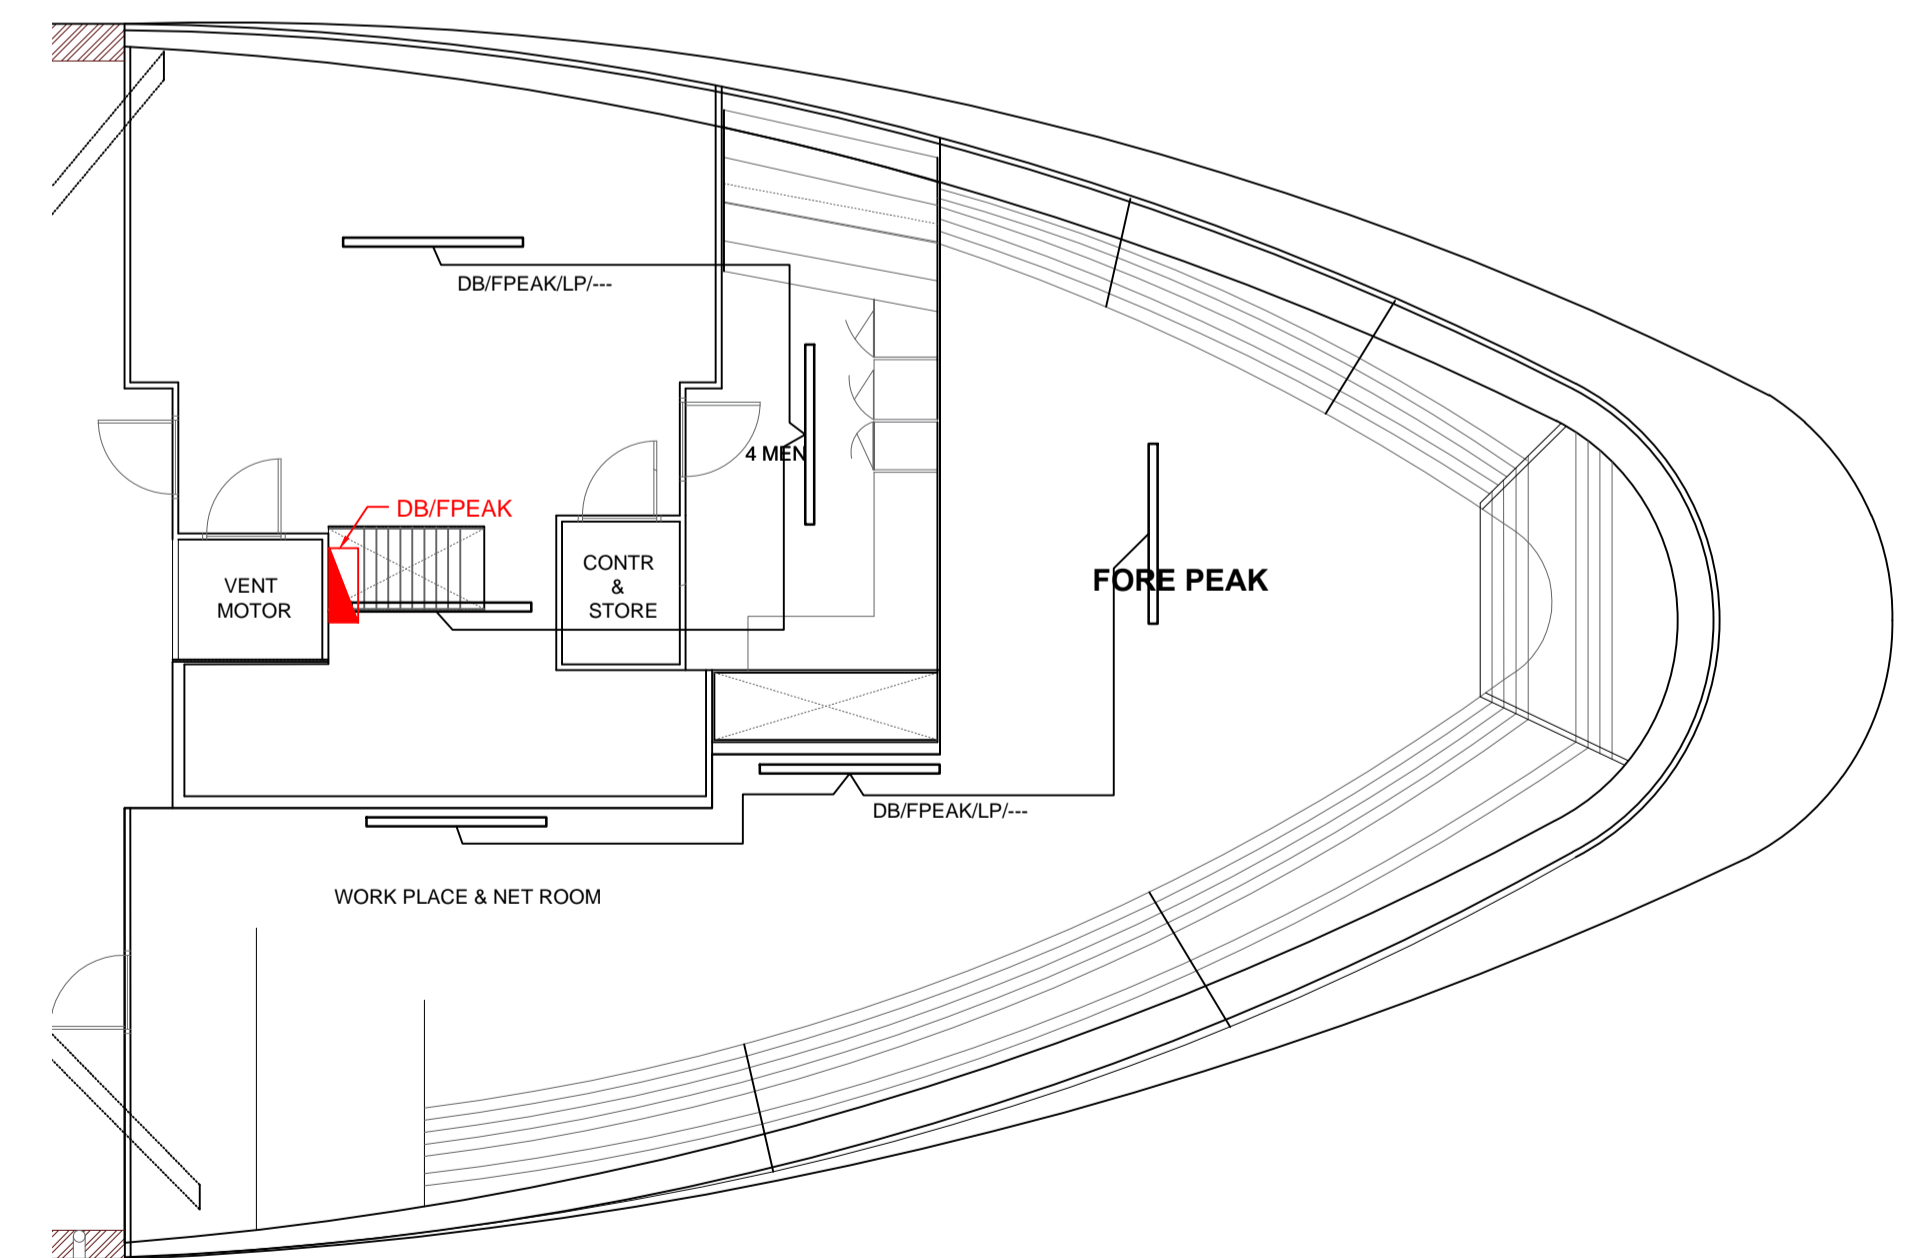 DB/FPEAK/LP/---
4 MEN
DB/FPEAK
VENT
MOTOR
CONTR
&
STORE
FORE PEAK
DB/FPEAK/LP/---
WORK PLACE & NET ROOM